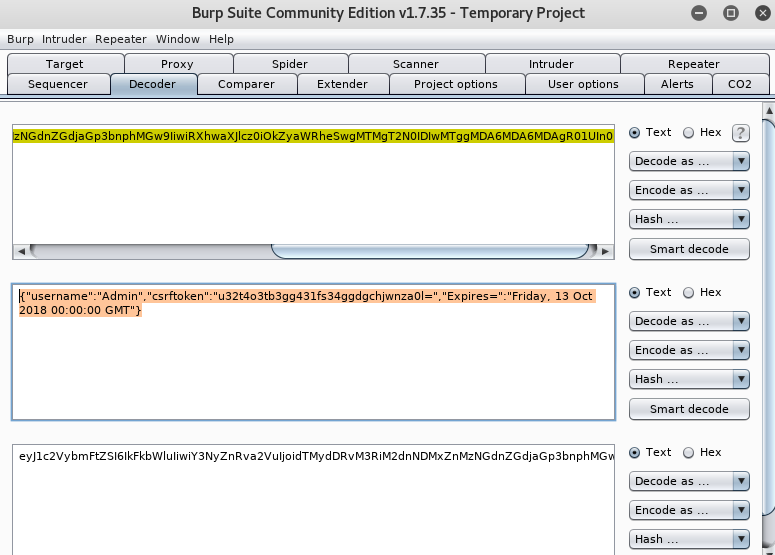 Burp Suite Community Edition v1.7.35 - Temporary Project
Burp Intruder Repeater Window Help
Target Proxy Spider Scanner Intruder Repeater
Sequencer Decoder Comparer Extender Project options User options Alerts CO2
zNGdnZGdjaGp3bnphMGw9IiwiRXhwaXJlcz0iOkZyaWRheSwgMTMgT2N0IDIwMTggMDA6MDA6MDAgR01UIn0
Text Hex ?
Decode as ...
Encode as ...
Hash ...
Smart decode
{"username":"Admin","csrftoken":"u32t4o3tb3gg431fs34ggdgchjwnza0l=","Expires=":"Friday, 13 Oct
2018 00:00:00 GMT"}
Text Hex
Decode as ...
Encode as ...
Hash ...
Smart decode
eyJ1c2VybmFtZSI6IkFkbWluIiwiY3NyZnRva2VuIjoidTMydDRvM3RiM2dnNDMxZnMzNGdnZGdjaGp3bnphMGw
Text Hex
Decode as ...
Encode as ...
Hash ...